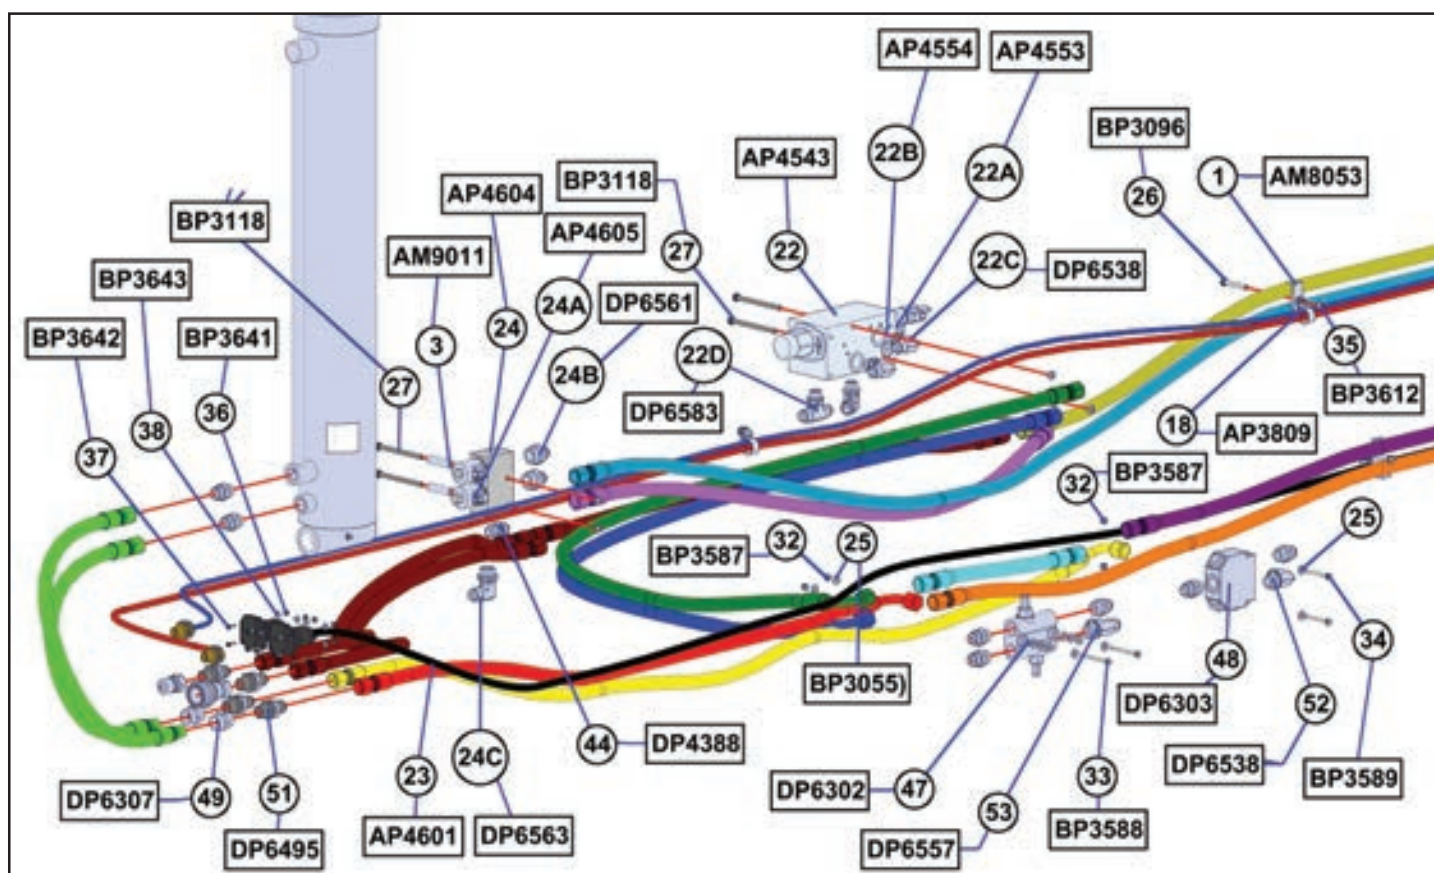 AP4554
AP4553
BP3096
22B
AP4543
22A
1
AM8053
BP3118
26
AP4604
BP3118
AP4605
27
22
22C
DP6538
AM9011
BP3643
24A
24
DP6561
BP3642
BP3641
3
35
24B
22D
27
36
BP3612
DP6583
38
18
AP3809
37
BP3587
32
25
32
25
BP3587
34
48
BP3055)
DP6303
52
44
DP4388
24C
23
33
DP6538
BP3589
DP6302
47
DP6307
49
51
53
BP3588
AP4601
DP6563
DP6495
DP6557